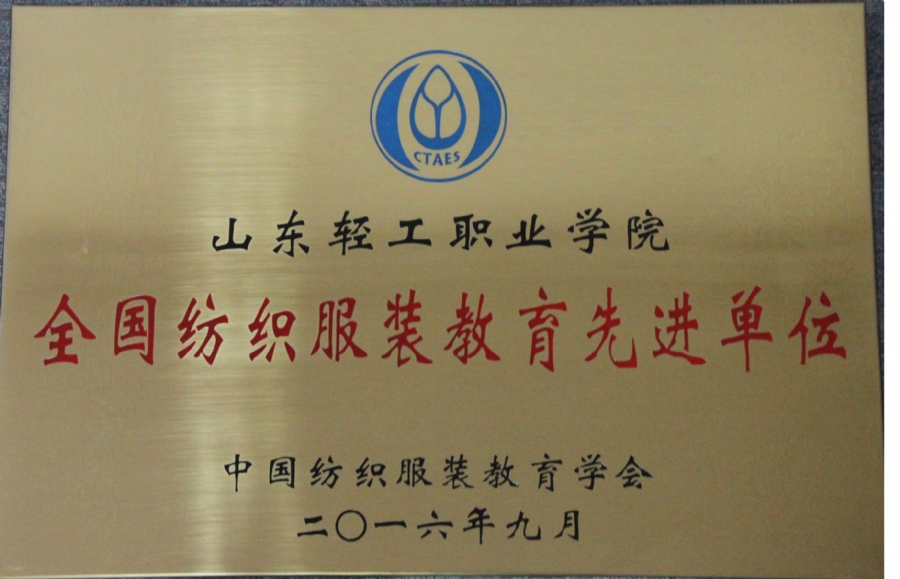 CTAES
山东轻工职业学院
全国纺织服装教育先进单位
中国纺织服装教育学会
二〇一六年九月